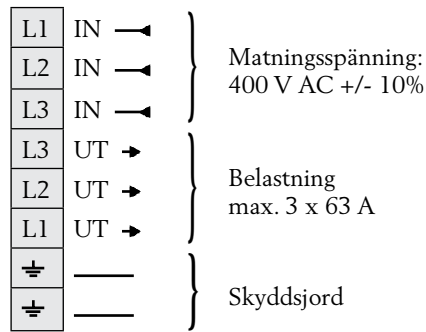 L1 IN
L2 IN
L3 IN
Matningsspänning:
400 V AC +/- 10%
L3 UT
L2 UT
L1 UT
Belastning
max. 3 x 63 A
Skyddsjord